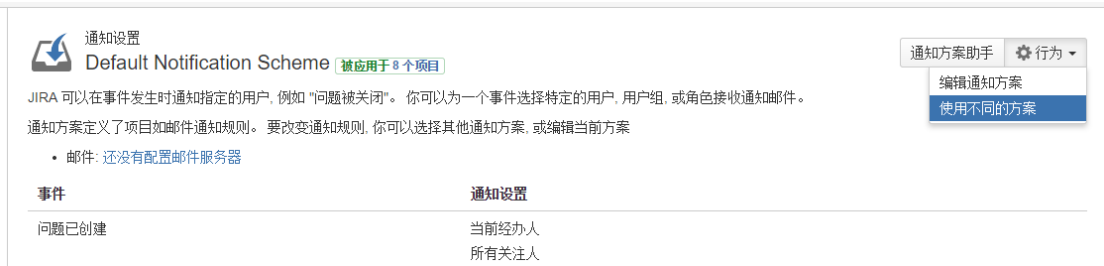 通知设置
Default Notification Scheme 被应用于 8 个项目
通知方案助手 行为
编辑通知方案
使用不同的方案
JIRA 可以在事件发生时通知指定的用户, 例如 "问题被关闭"。 你可以为一个事件选择特定的用户, 用户组, 或角色接收通知邮件。
通知方案定义了项目如邮件通知规则。 要改变通知规则, 你可以选择其他通知方案, 或编辑当前方案
• 邮件: 还没有配置邮件服务器
事件 通知设置
问题已创建 当前经办人
所有关注人